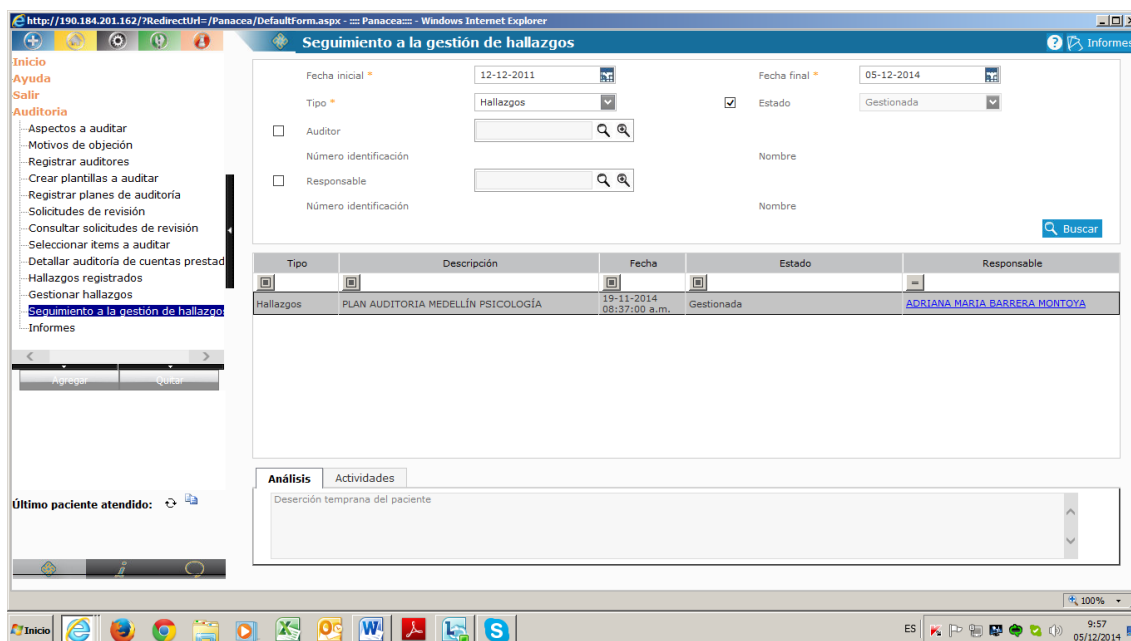 http://190.184.201.162/?RedirectUrl=/Panacea/DefaultForm.aspx - :::: Panacea:::: - Windows Internet Explorer
Seguimiento a la gestión de hallazgos
? Informes
Inicio
Ayuda
Salir
Auditoria
Aspectos a auditar
Motivos de objeción
Registrar auditores
Crear plantillas a auditar
Registrar planes de auditoría
Solicitudes de revisión
Consultar solicitudes de revisión
Seleccionar items a auditar
Detallar auditoría de cuentas prestad
Hallazgos registrados
Gestionar hallazgos
Seguimiento a la gestión de hallazgo
Informes
Agregar Quitar
Último paciente atendido:
Fecha inicial * 12-12-2011 Fecha final * 05-12-2014
Tipo * Hallazgos Estado Gestionada
Auditor
Número identificación Nombre
Responsable
Número identificación Nombre
Buscar
Tipo Descripción Fecha Estado Responsable
Hallazgos PLAN AUDITORIA MEDELLÍN PSICOLOGÍA 19-11-2014 08:37:00 a.m. Gestionada ADRIANA MARIA BARRERA MONTOYA
Análisis Actividades
Deserción temprana del paciente
100%
Inicio
ES 9:57
05/12/2014